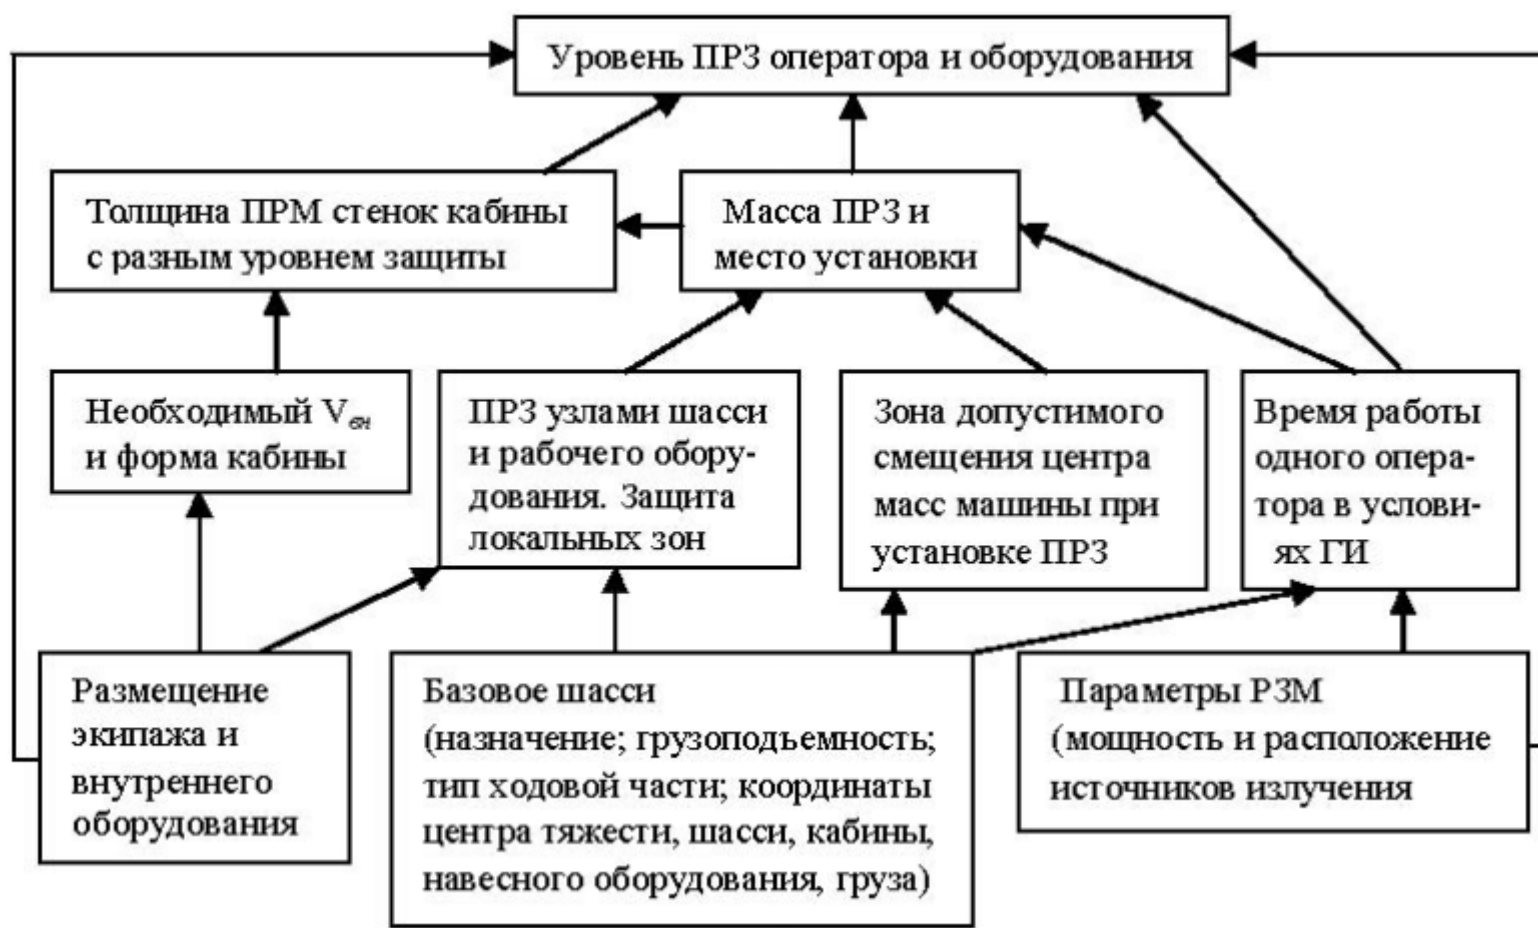 Уровень ПРЗ оператора и оборудования
Толщина ПРМ стенок кабины
с разным уровнем защиты
Масса ПРЗ и
место установки
Необходимый Vвн
и форма кабины
ПРЗ узлами шасси
и рабочего обору-
дования. Защита
локальных зон
Зона допустимого
смещения центра
масс машины при
установке ПРЗ
Время работы
одного опера-
тора в услови-
ях ГИ
Размещение
экипажа и
внутреннего
оборудования
Базовое шасси
(назначение; грузоподъемность;
тип ходовой части; координаты
центра тяжести, шасси, кабины,
навесного оборудования, груза)
Параметры РЗМ
(мощность и расположение
источников излучения